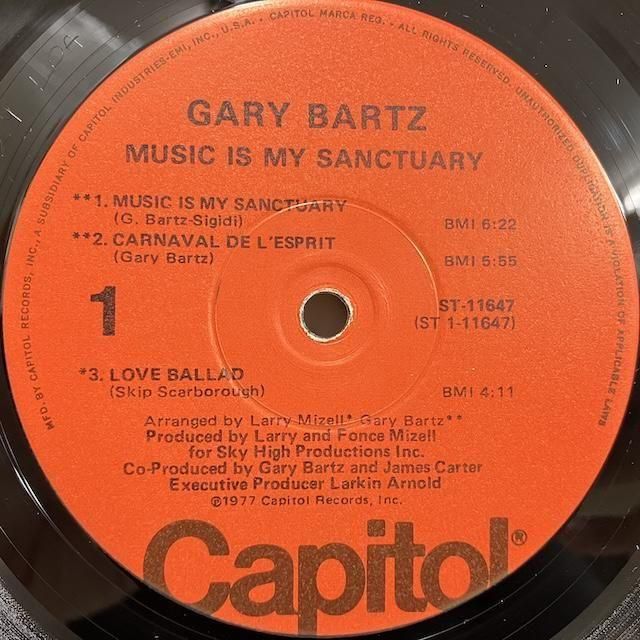 MFD. BY CAPITOL RECORDS, INC., A SUBSIDIARY OF CAPITOL INDUSTRIES-EMI, INC., U.S.A. • CAPITOL MARCA REG. • ALL RIGHTS RESERVED. UNAUTHORIZED DUPLICATION IS A VIOLATION OF APPLICABLE LAWS
GARY BARTZ
MUSIC IS MY SANCTUARY
**1. MUSIC IS MY SANCTUARY
(G. Bartz-Sigidi) BMI 6:22
**2. CARNAVAL DE L'ESPRIT
(Gary Bartz) BMI 5:55
1
ST-11647
(ST 1-11647)
*3. LOVE BALLAD
(Skip Scarborough) BMI 4:11
Arranged by Larry Mizell* Gary Bartz**
Produced by Larry and Fonce Mizell
for Sky High Productions Inc.
Co-Produced by Gary Bartz and James Carter
Executive Producer Larkin Arnold
℗1977 Capitol Records, Inc.
Capitol®